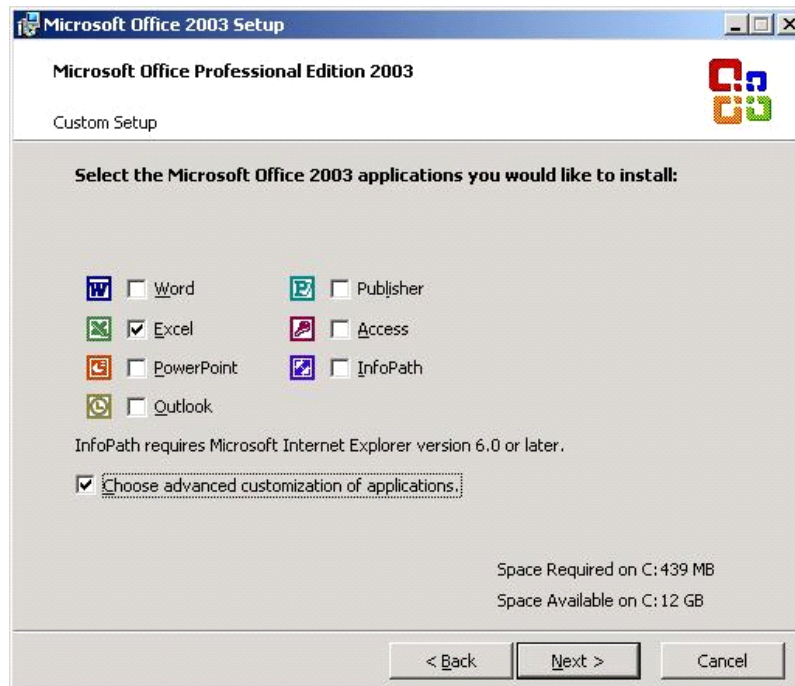 Microsoft Office 2003 Setup
Microsoft Office Professional Edition 2003
Custom Setup
Select the Microsoft Office 2003 applications you would like to install:
Word
Publisher
Excel
Access
PowerPoint
InfoPath
Outlook
InfoPath requires Microsoft Internet Explorer version 6.0 or later.
Choose advanced customization of applications.
Space Required on C: 439 MB
Space Available on C: 12 GB
< Back
Next >
Cancel